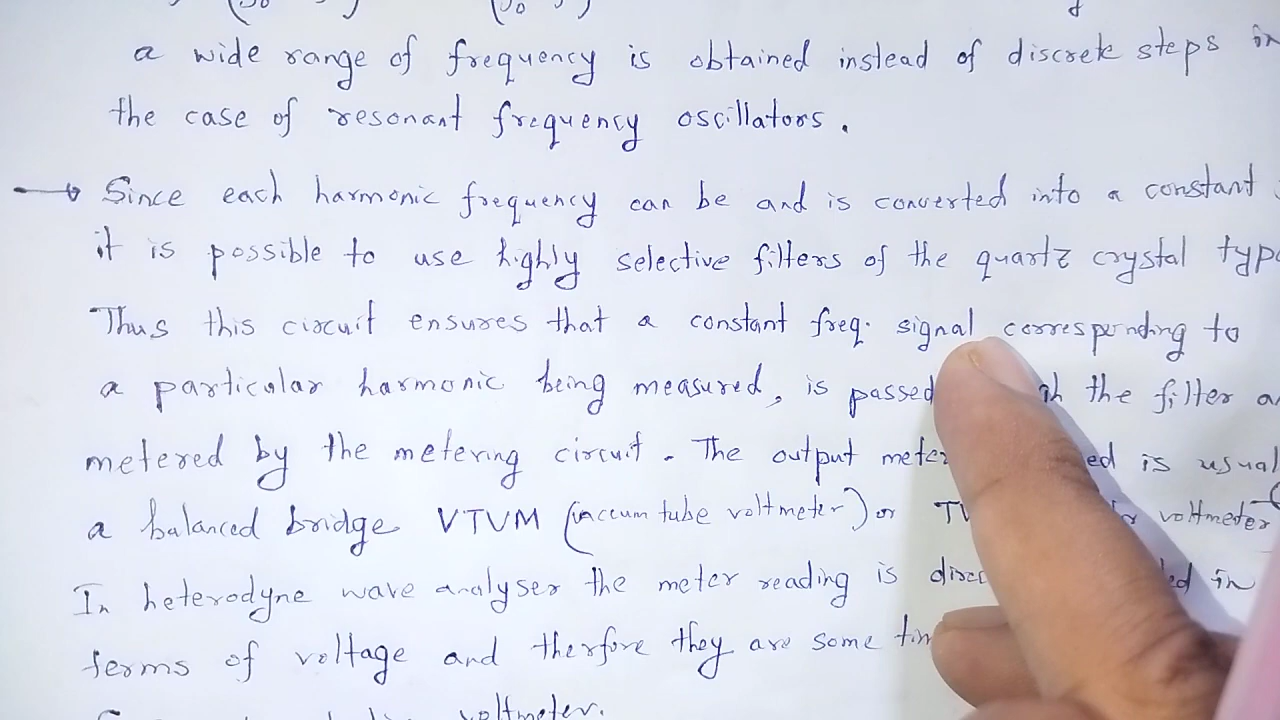 a wide range of frequency is obtained instead of discrete steps in
the case of resonant frequency oscillators.
Since each harmonic frequency can be and is converted into a constant
it is possible to use highly selective filters of the quartz crystal type
Thus this circuit ensures that a constant freq. signal corresponding to
a particular harmonic being measured, is passed the filter
metered by the metering circuit. The output meter is usual
a balanced bridge VTVM (vaccum tube voltmeter) or voltmeter
In heterodyne wave analyser the meter reading is in
terms of voltage and therfore they are some
voltmeter.